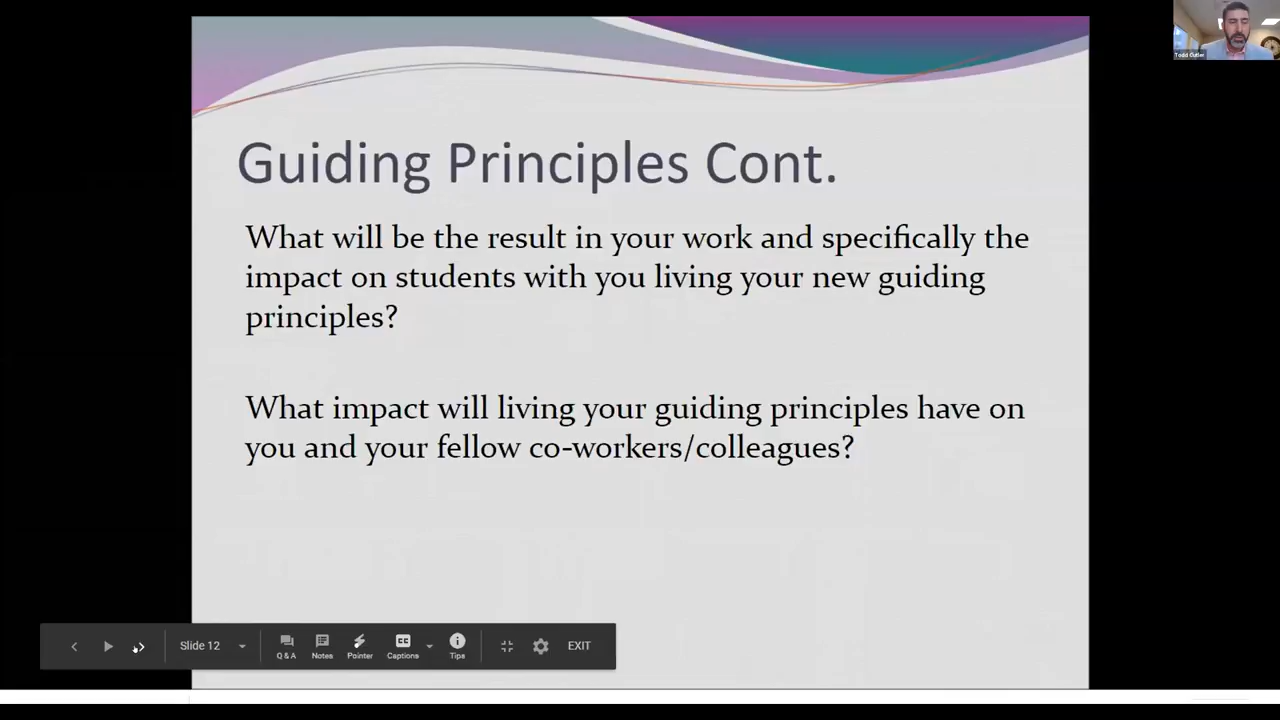 Todd Cutler
Guiding Principles Cont.
What will be the result in your work and specifically the
impact on students with you living your new guiding
principles?
What impact will living your guiding principles have on
you and your fellow co-workers/colleagues?
Slide 12
Q & A
Notes
Pointer
Captions
Tips
EXIT